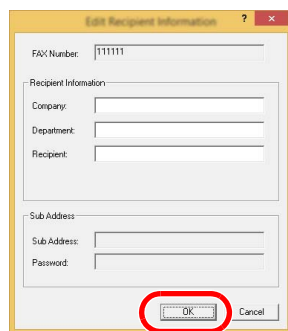 Edit Recipient Information ? ×
FAX Number: 111111
Recipient Information
Company:
Department:
Recipient:
Sub Address
Sub Address:
Password:
OK Cancel